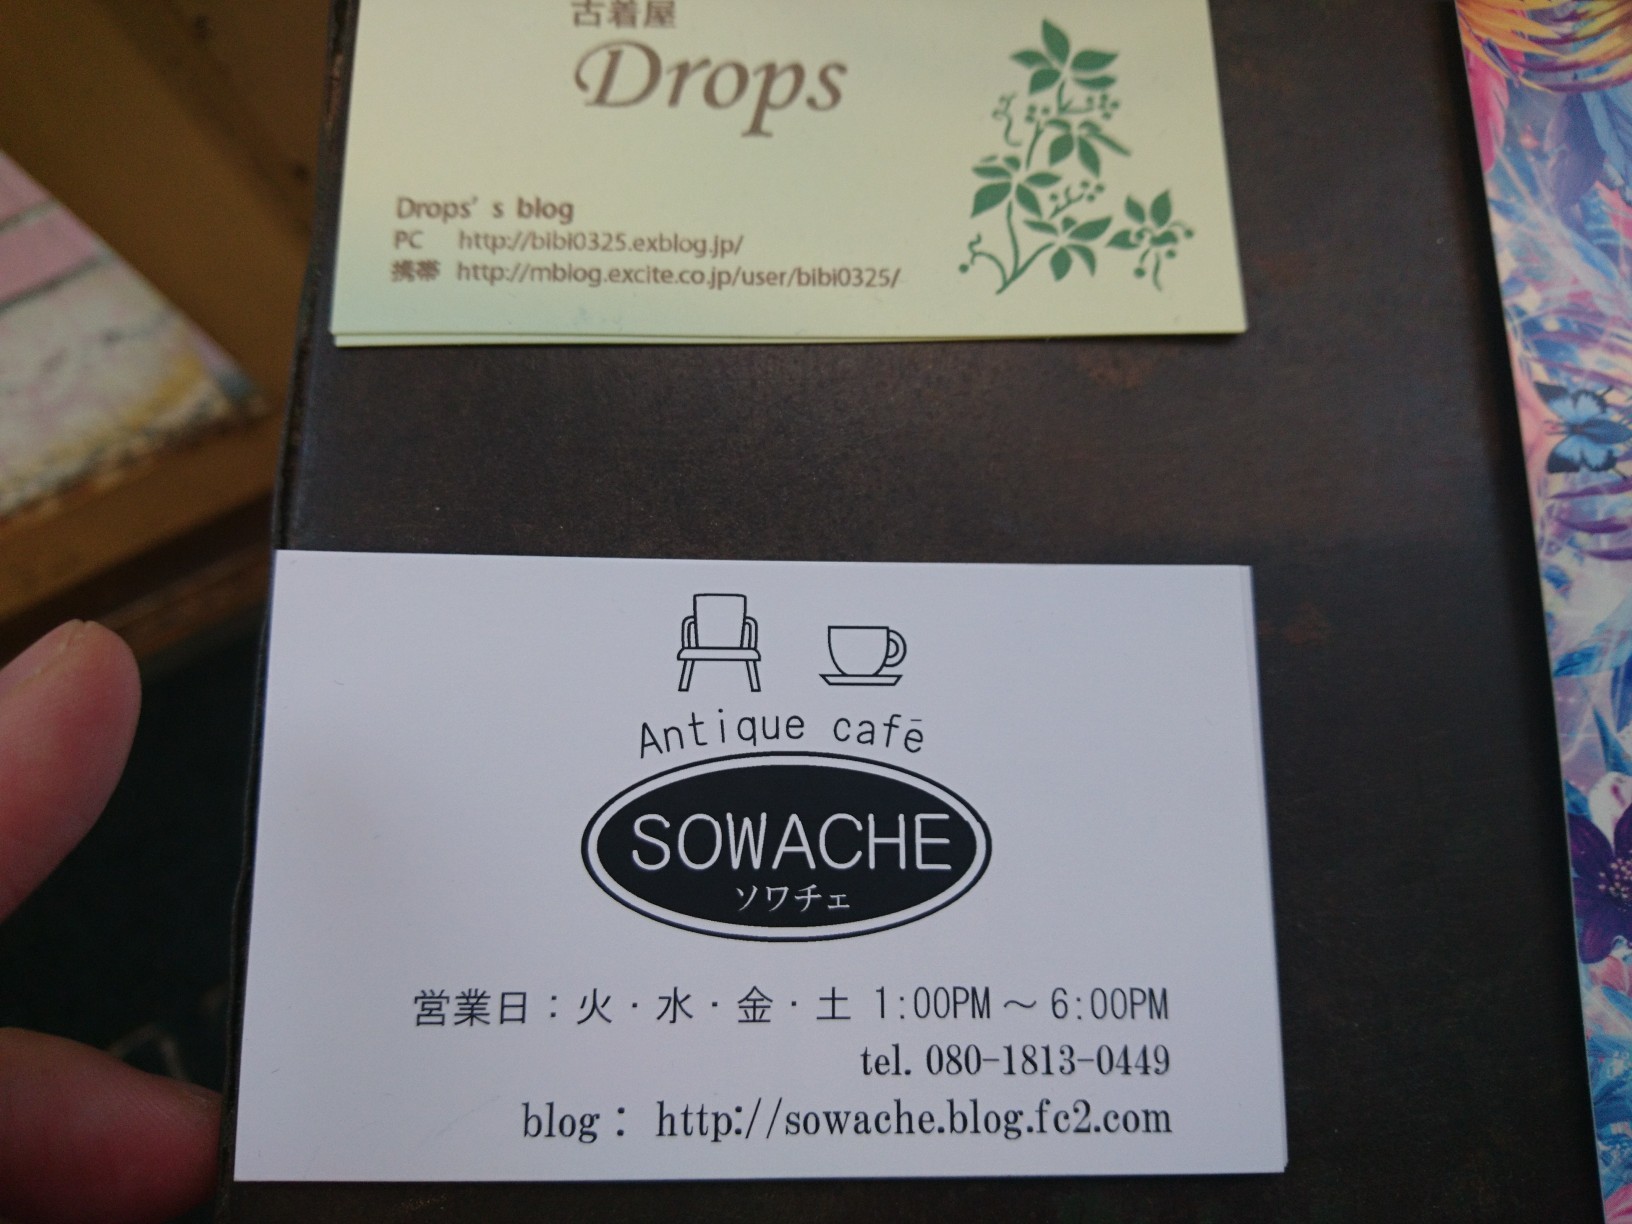 古着屋
Drops
Drops' s blog
PC http://bibi0325.exblog.jp/
携帯 http://mblog.excite.co.jp/user/bibi0325/
Antique cafē
SOWACHE
ソワチェ
営業日：火・水・金・土 1:00PM～6:00PM
tel. 080-1813-0449
blog： http://sowache.blog.fc2.com